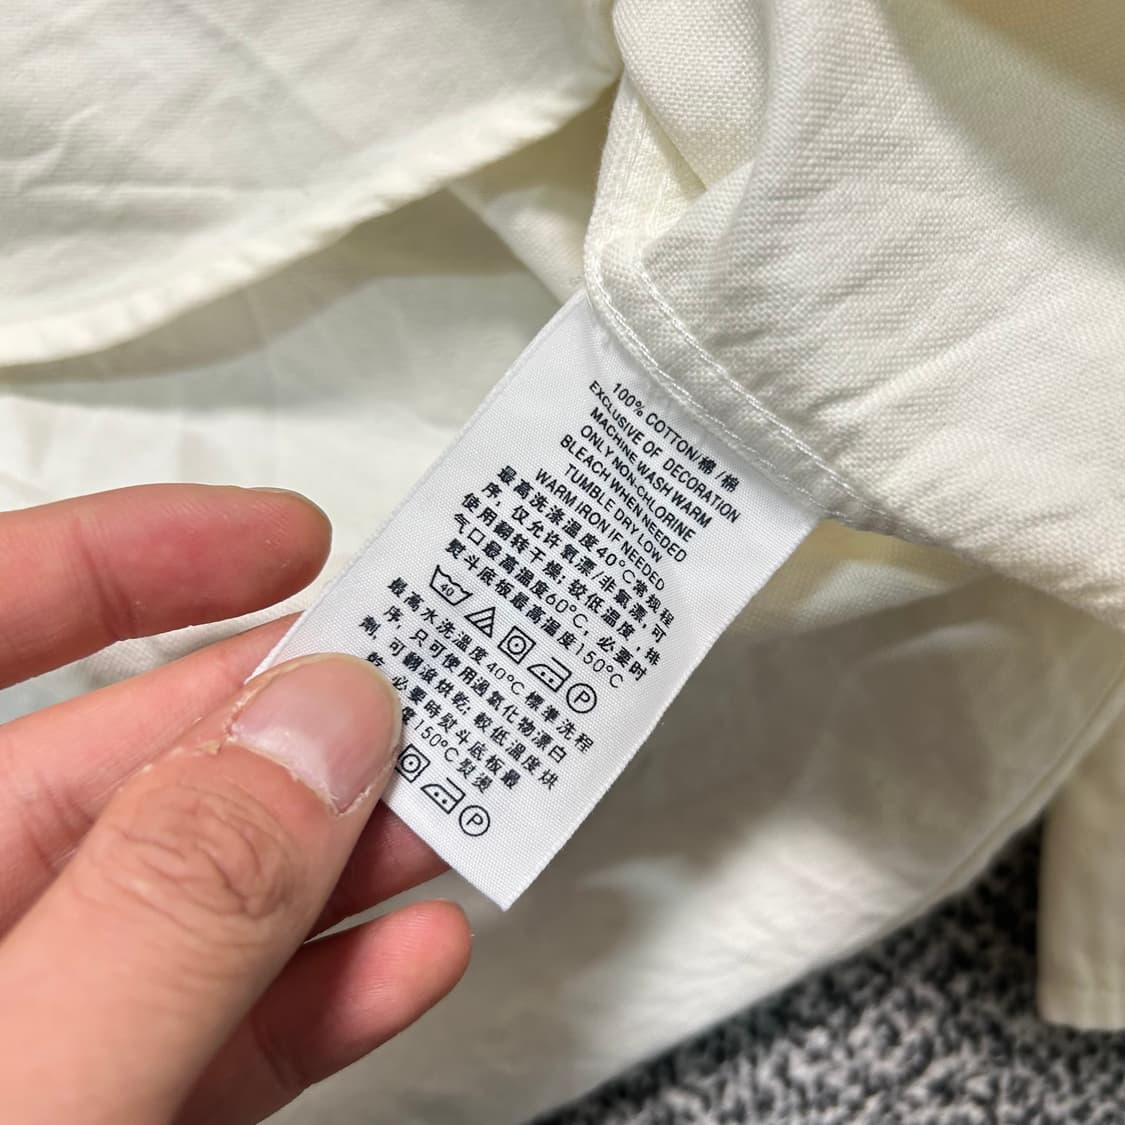 100% COTTON/棉/棉
EXCLUSIVE OF DECORATION
MACHINE WASH WARM
ONLY NON-CHLORINE
BLEACH WHEN NEEDED
TUMBLE DRY LOW
WARM IRON IF NEEDED
最高洗涤温度40°C常规程
序,仅允许氧漂/非氯漂,可
使用翻转干燥;较低温度,排
气口最高温度60°C,必要时
熨斗底板最高温度150°C
40 P
最高水洗溫度40°C標準洗程
序,只可使用過氧化物漂白
劑,可翻滾烘乾;較低溫度烘
乾,必要時熨斗底板最
度150°C熨燙
P